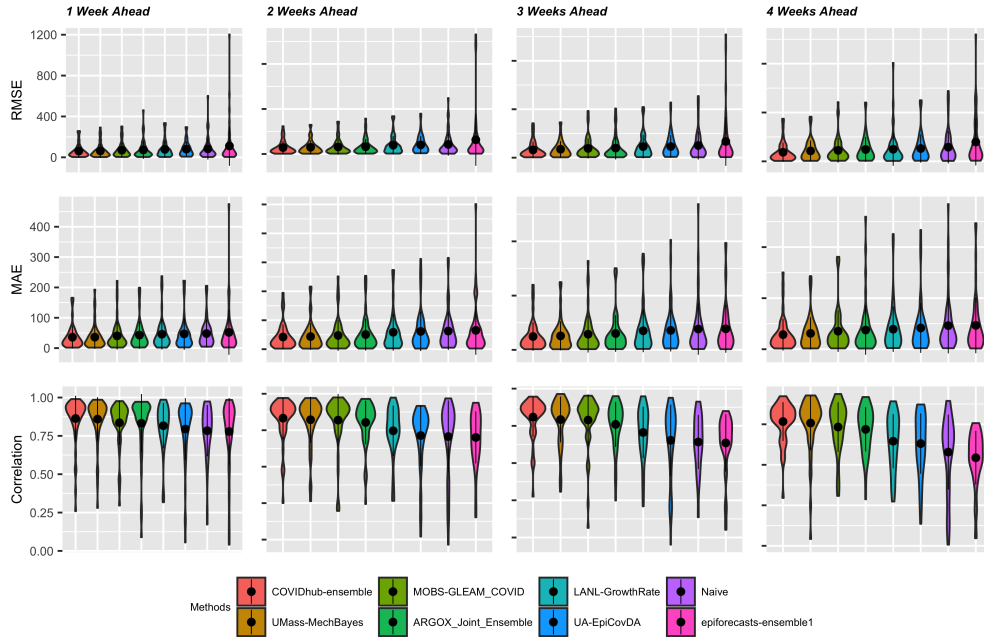 1 Week Ahead
2 Weeks Ahead
3 Weeks Ahead
4 Weeks Ahead
RMSE
1200
800
400
0
MAE
400
300
200
100
0
Correlation
1.00
0.75
0.50
0.25
0.00
Methods
COVIDhub-ensemble
MOBS-GLEAM_COVID
LANL-GrowthRate
Naive
UMass-MechBayes
ARGOX_Joint_Ensemble
UA-EpiCovDA
epiforecasts-ensemble1